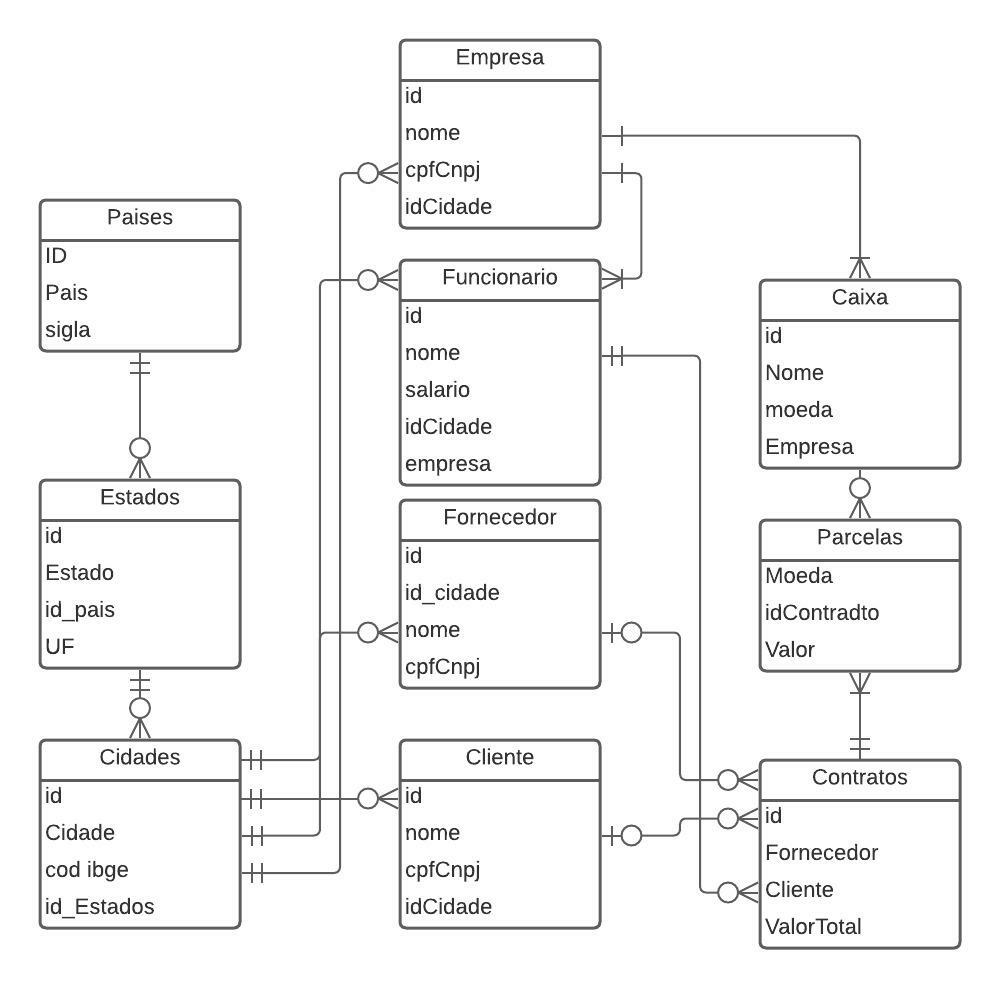 Empresa
id
nome
cpfCnpj
idCidade
Paises
ID
Pais
sigla
Funcionario
id
nome
salario
idCidade
empresa
Caixa
id
Nome
moeda
Empresa
Estados
id
Estado
id_pais
UF
Fornecedor
id
id_cidade
nome
cpfCnpj
Parcelas
Moeda
idContradto
Valor
Cidades
id
Cidade
cod ibge
id_Estados
Cliente
id
nome
cpfCnpj
idCidade
Contratos
id
Fornecedor
Cliente
ValorTotal